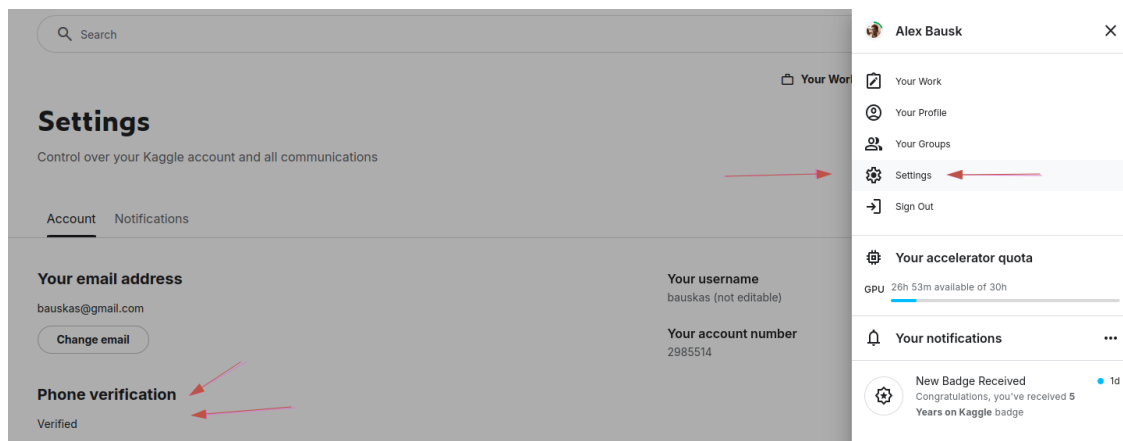 Search
Your Wor
Settings
Control over your Kaggle account and all communications
Account Notifications
Your email address
bauskas@gmail.com
Change email
Phone verification
Verified
Your username
bauskas (not editable)
Your account number
2985514
Alex Bausk
Your Work
Your Profile
Your Groups
Settings
Sign Out
Your accelerator quota
GPU 26h 53m available of 30h
Your notifications
New Badge Received 1d
Congratulations, you've received 5
Years on Kaggle badge